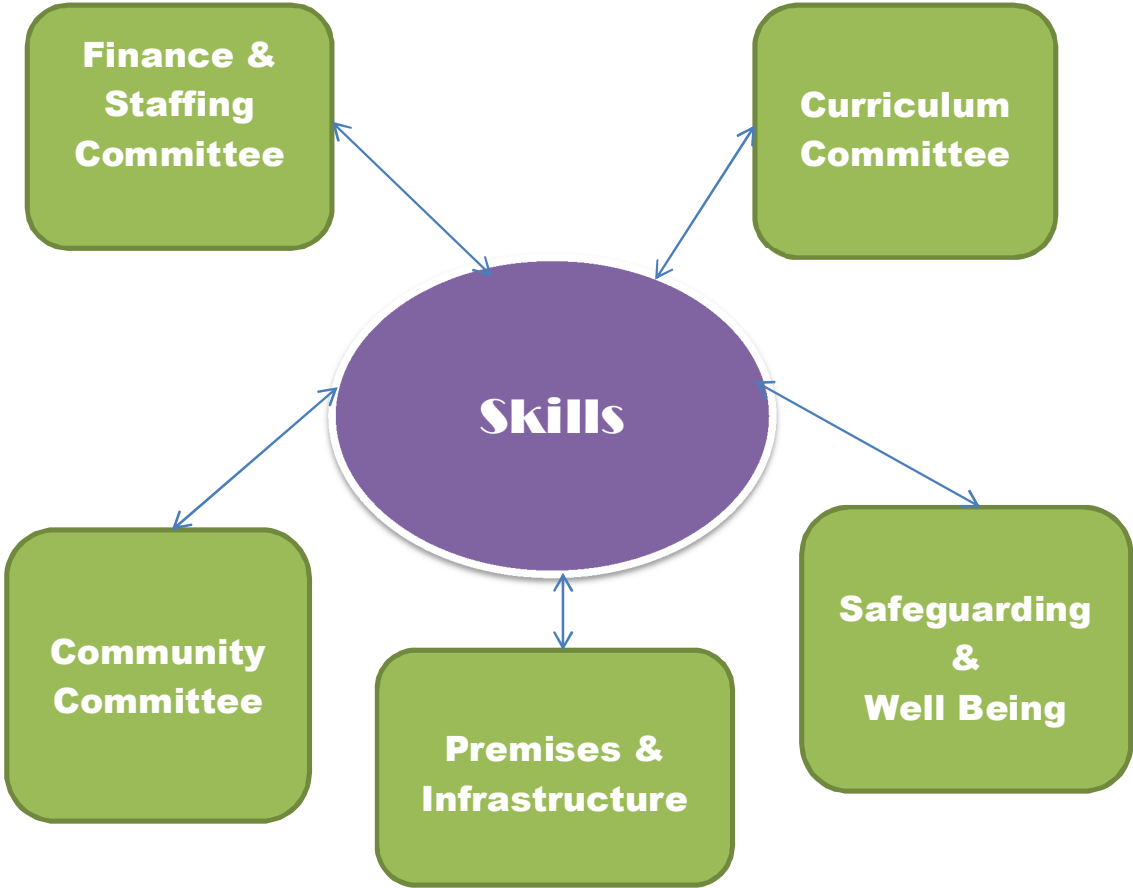 Finance &
Staffing
Committee
Curriculum
Committee
Skills
Community
Committee
Premises &
Infrastructure
Safeguarding
&
Well Being